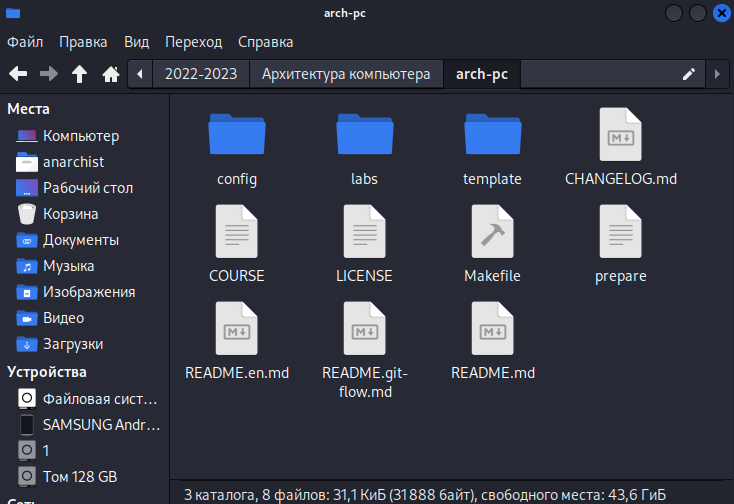 arch-pc
Файл Правка Вид Переход Справка
2022-2023 Архитектура компьютера arch-pc
Места
Компьютер
anarchist
Рабочий стол
Корзина
Документы
Музыка
Изображения
Видео
Загрузки
Устройства
Файловая сист...
SAMSUNG Andr...
1
Том 128 GB
config labs template CHANGELOG.md
COURSE LICENSE Makefile prepare
README.en.md README.git-flow.md README.md
3 каталога, 8 файлов: 31,1 КиБ (31 888 байт), свободного места: 43,6 ГиБ